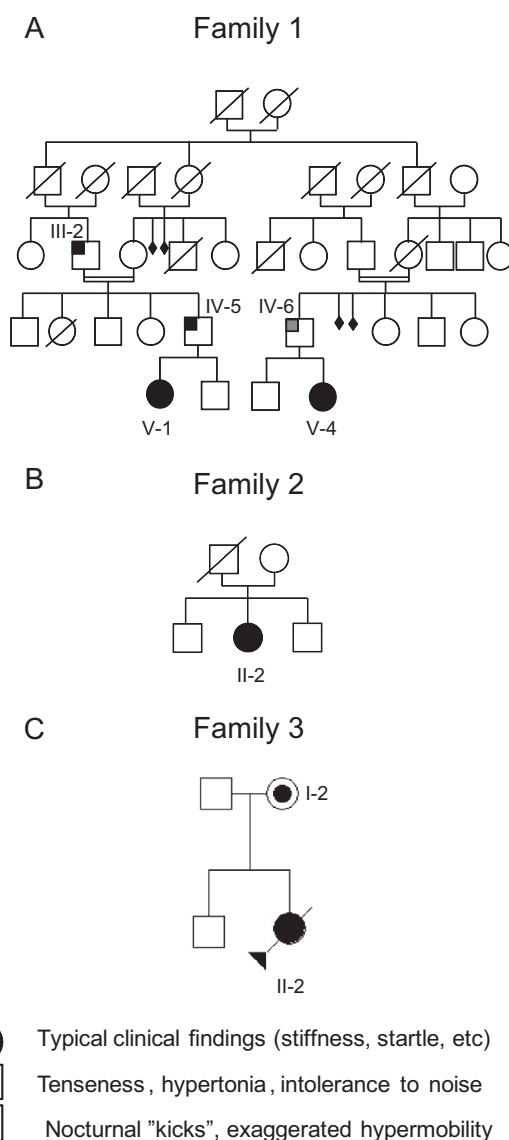 A Family 1
III-2
IV-5 IV-6
V-1 V-4
B Family 2
II-2
C Family 3
I-2
II-2
Typical clinical findings (stiffness, startle, etc)
Tenseness, hypertonia, intolerance to noise
Nocturnal "kicks", exaggerated hypermobility